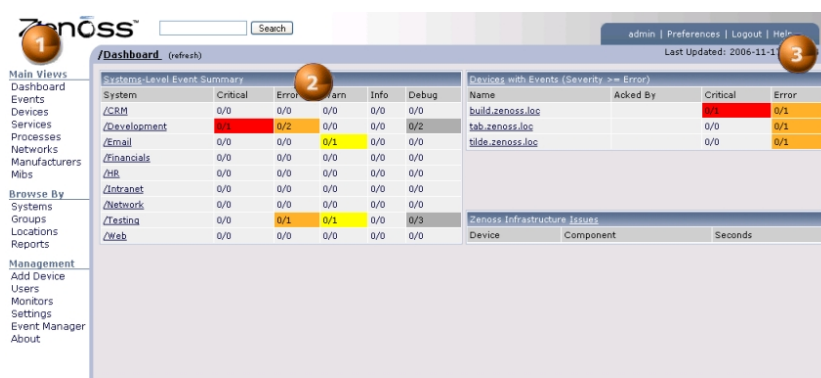 Zenoss
Search
admin | Preferences | Logout | Help
/Dashboard (refresh)
Last Updated: 2006-11-17
1
2
3
Main Views
Dashboard
Events
Devices
Services
Processes
Networks
Manufacturers
Mibs
Browse By
Systems
Groups
Locations
Reports
Management
Add Device
Users
Monitors
Settings
Event Manager
About
Systems-Level Event Summary
System Critical Error Warn Info Debug
/CRM 0/0 0/0 0/0 0/0 0/0
/Development 0/1 0/2 0/0 0/0 0/2
/Email 0/0 0/0 0/1 0/0 0/0
/Financials 0/0 0/0 0/0 0/0 0/0
/HR 0/0 0/0 0/0 0/0 0/0
/Intranet 0/0 0/0 0/0 0/0 0/0
/Network 0/0 0/0 0/0 0/0 0/0
/Testing 0/0 0/1 0/1 0/0 0/3
/Web 0/0 0/0 0/0 0/0 0/0
Devices with Events (Severity >= Error)
Name Acked By Critical Error
build.zenoss.loc 0/1 0/1
tab.zenoss.loc 0/0 0/1
tilde.zenoss.loc 0/0 0/1
Zenoss Infrastructure Issues
Device Component Seconds